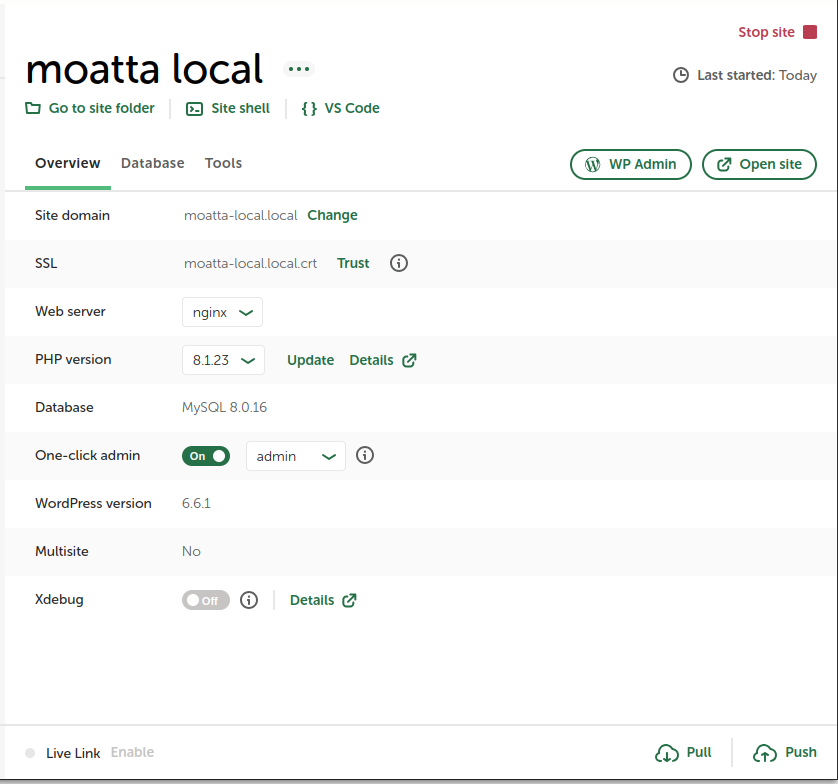 Stop site
moatta local
Last started: Today
Go to site folder
Site shell
VS Code
Overview
Database
Tools
WP Admin
Open site
Site domain
moatta-local.local
Change
SSL
moatta-local.local.crt
Trust
Web server
nginx
PHP version
8.1.23
Update
Details
Database
MySQL 8.0.16
One-click admin
On
admin
WordPress version
6.6.1
Multisite
No
Xdebug
Off
Details
Live Link
Enable
Pull
Push